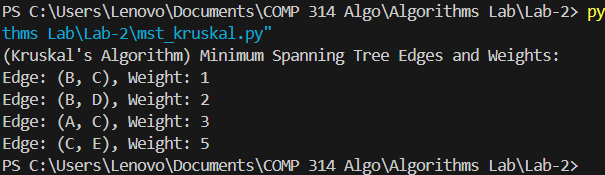 PS C:\Users\Lenovo\Documents\COMP 314 Algo\Algorithms Lab\Lab-2> py
thms Lab\Lab-2\mst_kruskal.py"
(Kruskal's Algorithm) Minimum Spanning Tree Edges and Weights:
Edge: (B, C), Weight: 1
Edge: (B, D), Weight: 2
Edge: (A, C), Weight: 3
Edge: (C, E), Weight: 5
PS C:\Users\Lenovo\Documents\COMP 314 Algo\Algorithms Lab\Lab-2>